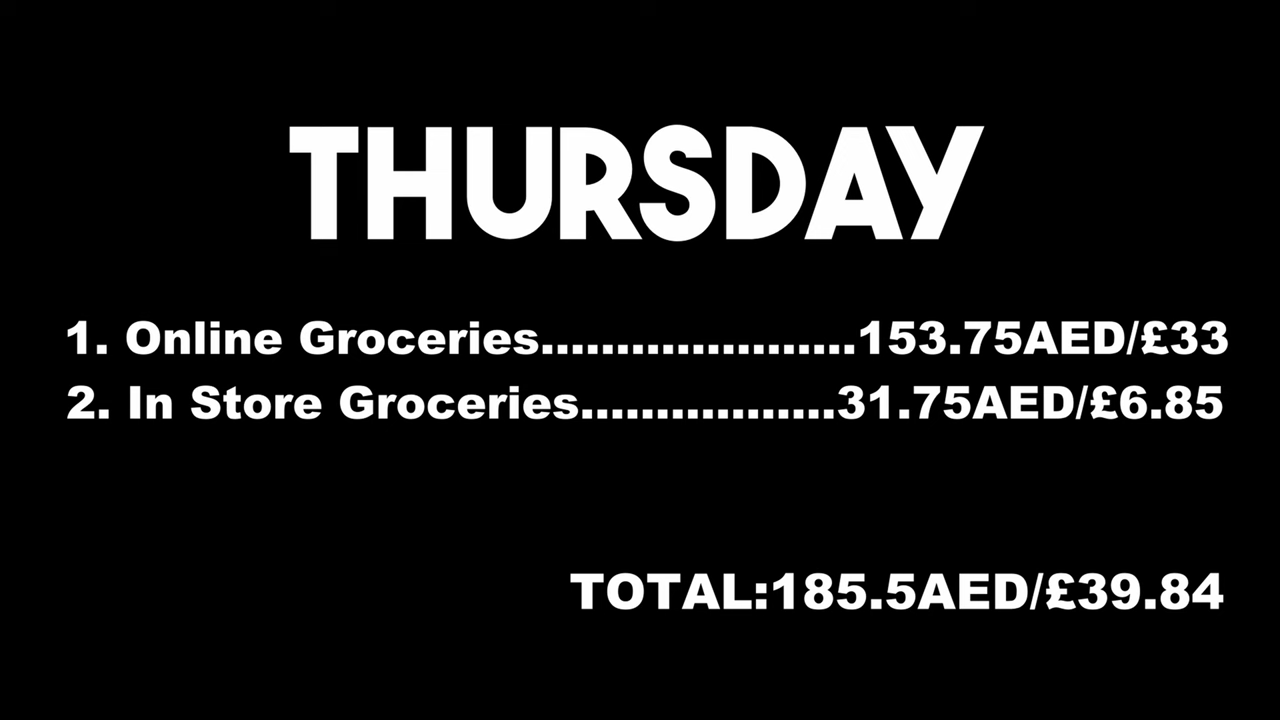 THURSDAY
1. Online Groceries.....................153.75AED/£33
2. In Store Groceries.................31.75AED/£6.85
TOTAL:185.5AED/£39.84